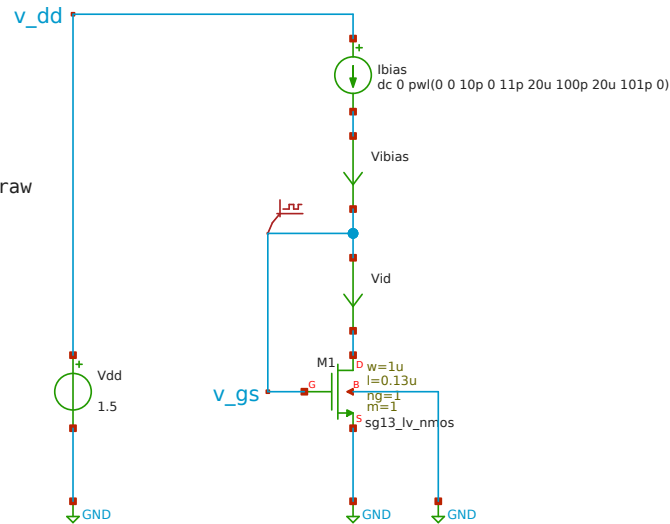 v_dd
+
Ibias
dc 0 pwl(0 0 10p 0 11p 20u 100p 20u 101p 0)
Vibias
raw
Vid
+
Vdd
1.5
v_gs
M1
G
D
B
S
w=1u
l=0.13u
ng=1
m=1
sg13_lv_nmos
GND
GND
GND